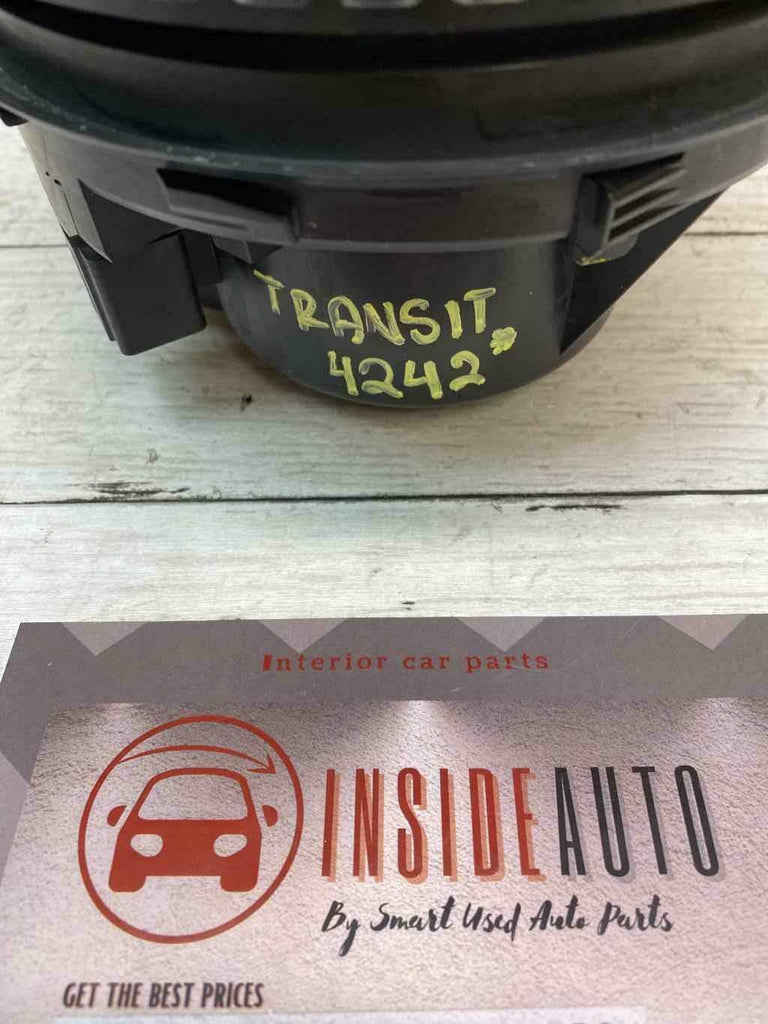 TRANSIT
4242
Interior car parts
INSIDEAUTO
By Smart Used Auto Parts
GET THE BEST PRICES